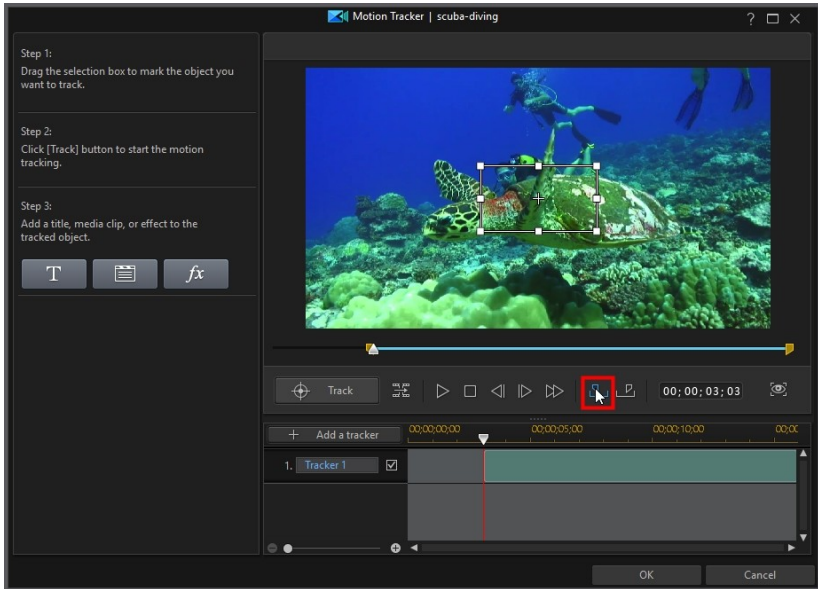 Motion Tracker | scuba-diving
?
Step 1:
Drag the selection box to mark the object you
want to track.
Step 2:
Click [Track] button to start the motion
tracking.
Step 3:
Add a title, media clip, or effect to the
tracked object.
T
fx
Track
00;00;03;03
+ Add a tracker
00;00;00;00
00;00;05;00
00;00;10;00
00;0C
1. Tracker 1
OK
Cancel